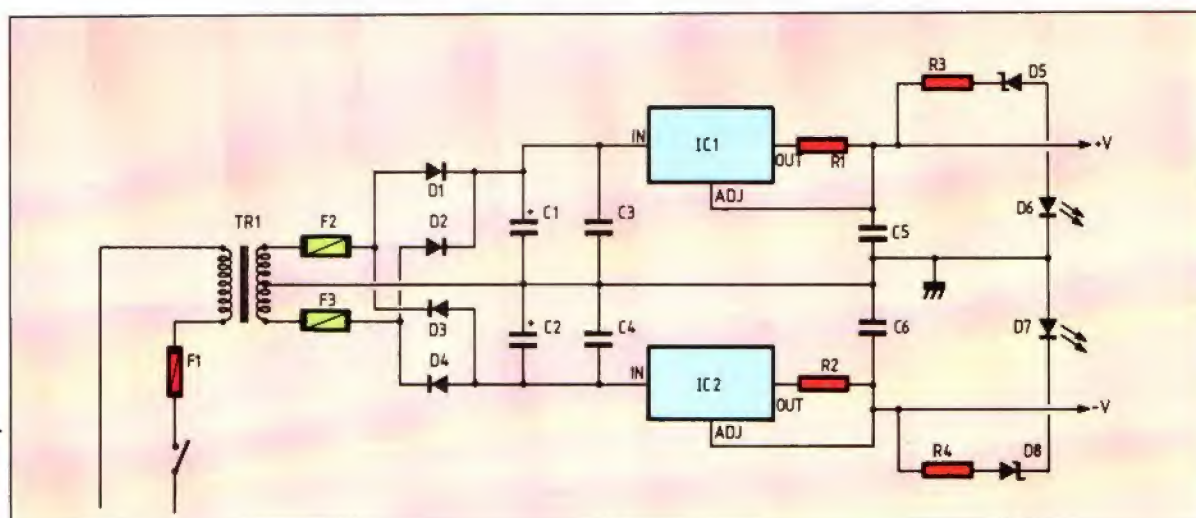 R3
D5
IN
IC1
OUT
R1
+V
ADJ
D1
TR1
F2
D2
+
C1
C3
D6
C5
F3
D3
+
C2
C4
C6
D7
F1
D4
IN
IC2
R2
OUT
-V
ADJ
R4
D8